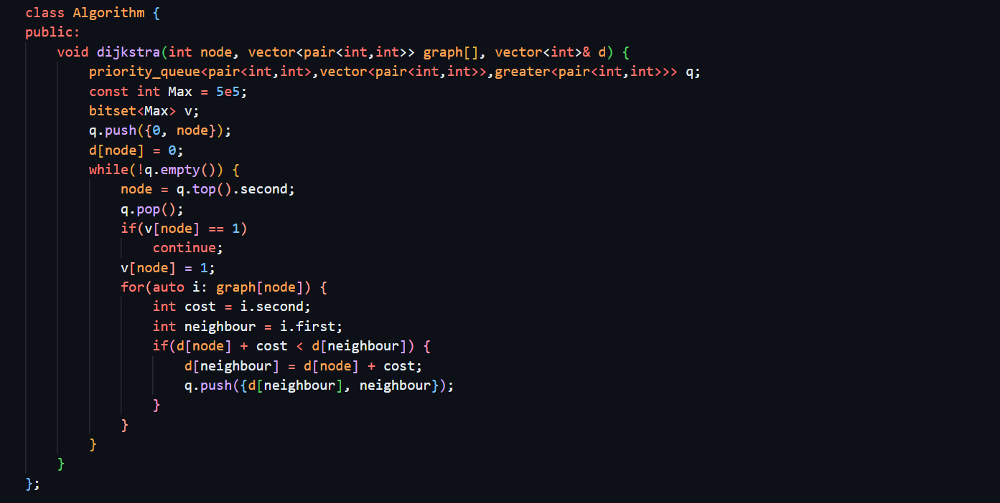 class Algorithm {
public:
    void dijkstra(int node, vector<pair<int,int>> graph[], vector<int>& d) {
        priority_queue<pair<int,int>,vector<pair<int,int>>,greater<pair<int,int>>> q;
        const int Max = 5e5;
        bitset<Max> v;
        q.push({0, node});
        d[node] = 0;
        while(!q.empty()) {
            node = q.top().second;
            q.pop();
            if(v[node] == 1)
                continue;
            v[node] = 1;
            for(auto i: graph[node]) {
                int cost = i.second;
                int neighbour = i.first;
                if(d[node] + cost < d[neighbour]) {
                    d[neighbour] = d[node] + cost;
                    q.push({d[neighbour], neighbour});
                }
            }
        }
    }
};